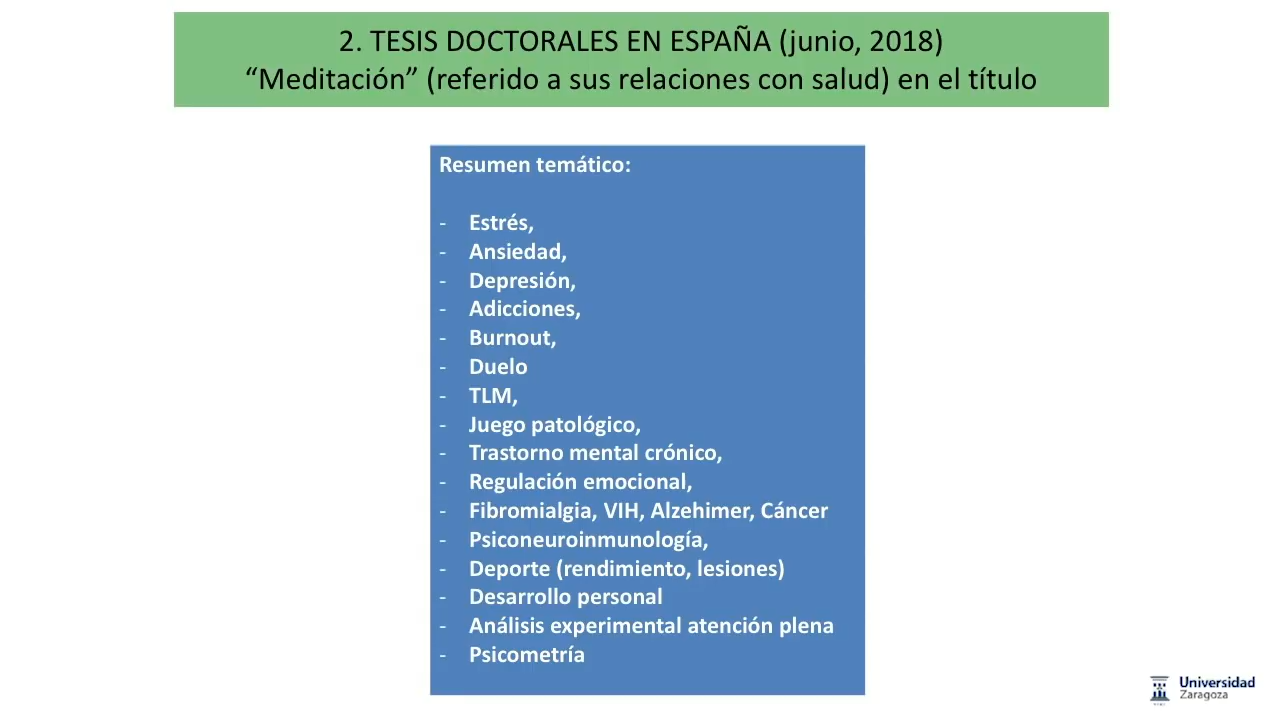 2. TESIS DOCTORALES EN ESPAÑA (junio, 2018)
“Meditación” (referido a sus relaciones con salud) en el título
Resumen temático:
- Estrés,
- Ansiedad,
- Depresión,
- Adicciones,
- Burnout,
- Duelo
- TLM,
- Juego patológico,
- Trastorno mental crónico,
- Regulación emocional,
- Fibromialgia, VIH, Alzehimer, Cáncer
- Psiconeuroinmunología,
- Deporte (rendimiento, lesiones)
- Desarrollo personal
- Análisis experimental atención plena
- Psicometría
Universidad
Zaragoza